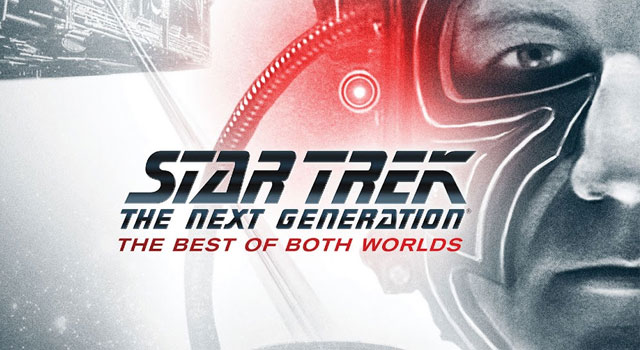 STAR TREK
THE NEXT GENERATION®
THE BEST OF BOTH WORLDS